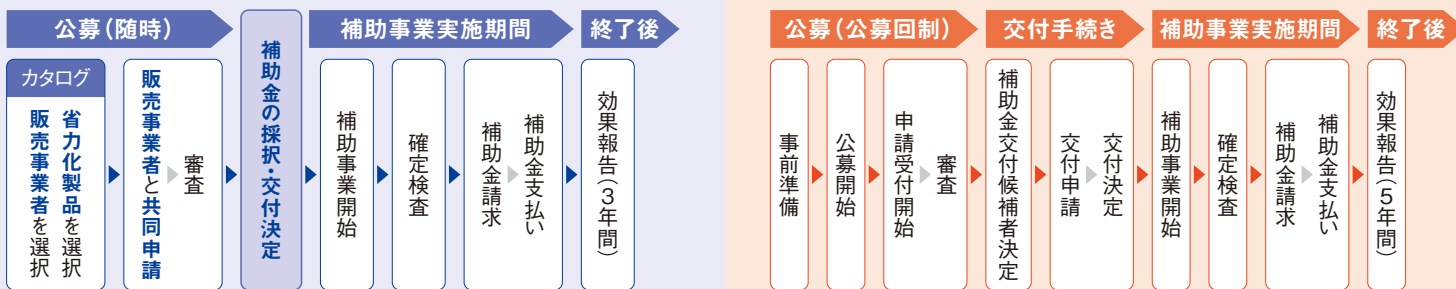 公募（随時）
補助事業実施期間
終了後
カタログ
省力化製品を選択
販売事業者を選択
販売事業者と共同申請
審査
補助金の採択・交付決定
補助事業開始
確定検査
補助金請求
補助金支払い
効果報告（3年間）
公募（公募回制）
交付手続き
補助事業実施期間
終了後
事前準備
公募開始
申請受付開始
審査
補助金交付候補者決定
交付申請
交付決定
補助事業開始
確定検査
補助金請求
補助金支払い
効果報告（5年間）